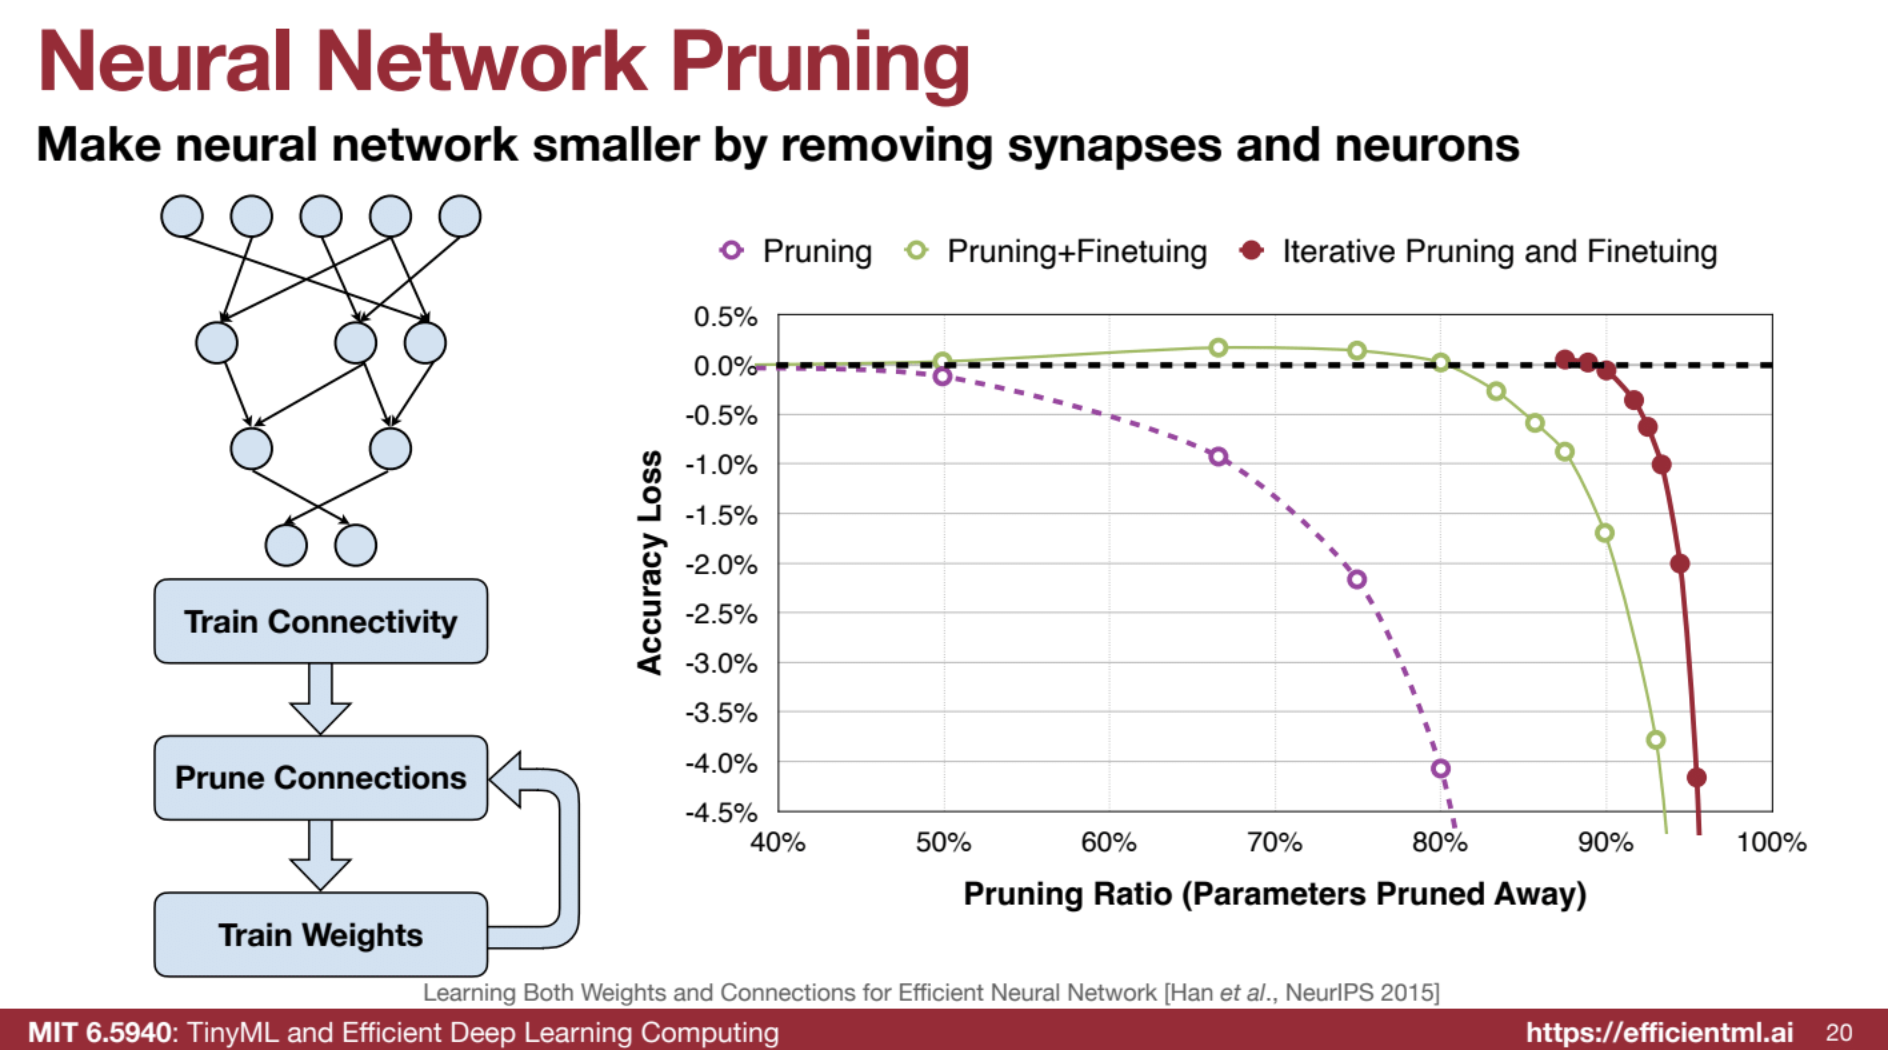 Neural Network Pruning
Make neural network smaller by removing synapses and neurons
Train Connectivity
Prune Connections
Train Weights
Pruning
Pruning+Finetuing
Iterative Pruning and Finetuing
Accuracy Loss
0.5%
0.0%
-0.5%
-1.0%
-1.5%
-2.0%
-2.5%
-3.0%
-3.5%
-4.0%
-4.5%
40%
50%
60%
70%
80%
90%
100%
Pruning Ratio (Parameters Pruned Away)
Learning Both Weights and Connections for Efficient Neural Network [Han et al., NeurIPS 2015]
MIT 6.5940: TinyML and Efficient Deep Learning Computing
https://efficientml.ai
20